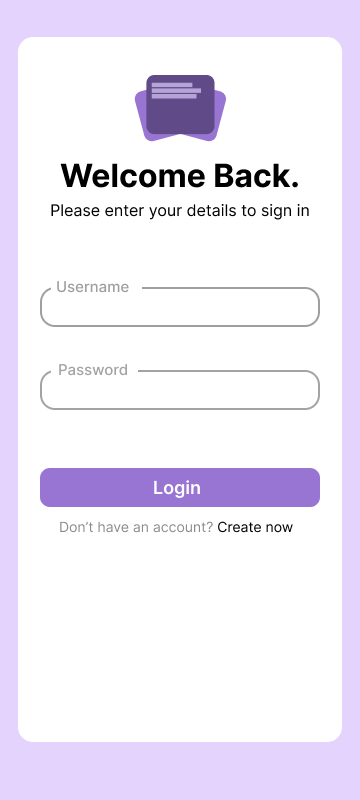 Welcome Back.
Please enter your details to sign in
Username
Password
Login
Don’t have an account? Create now